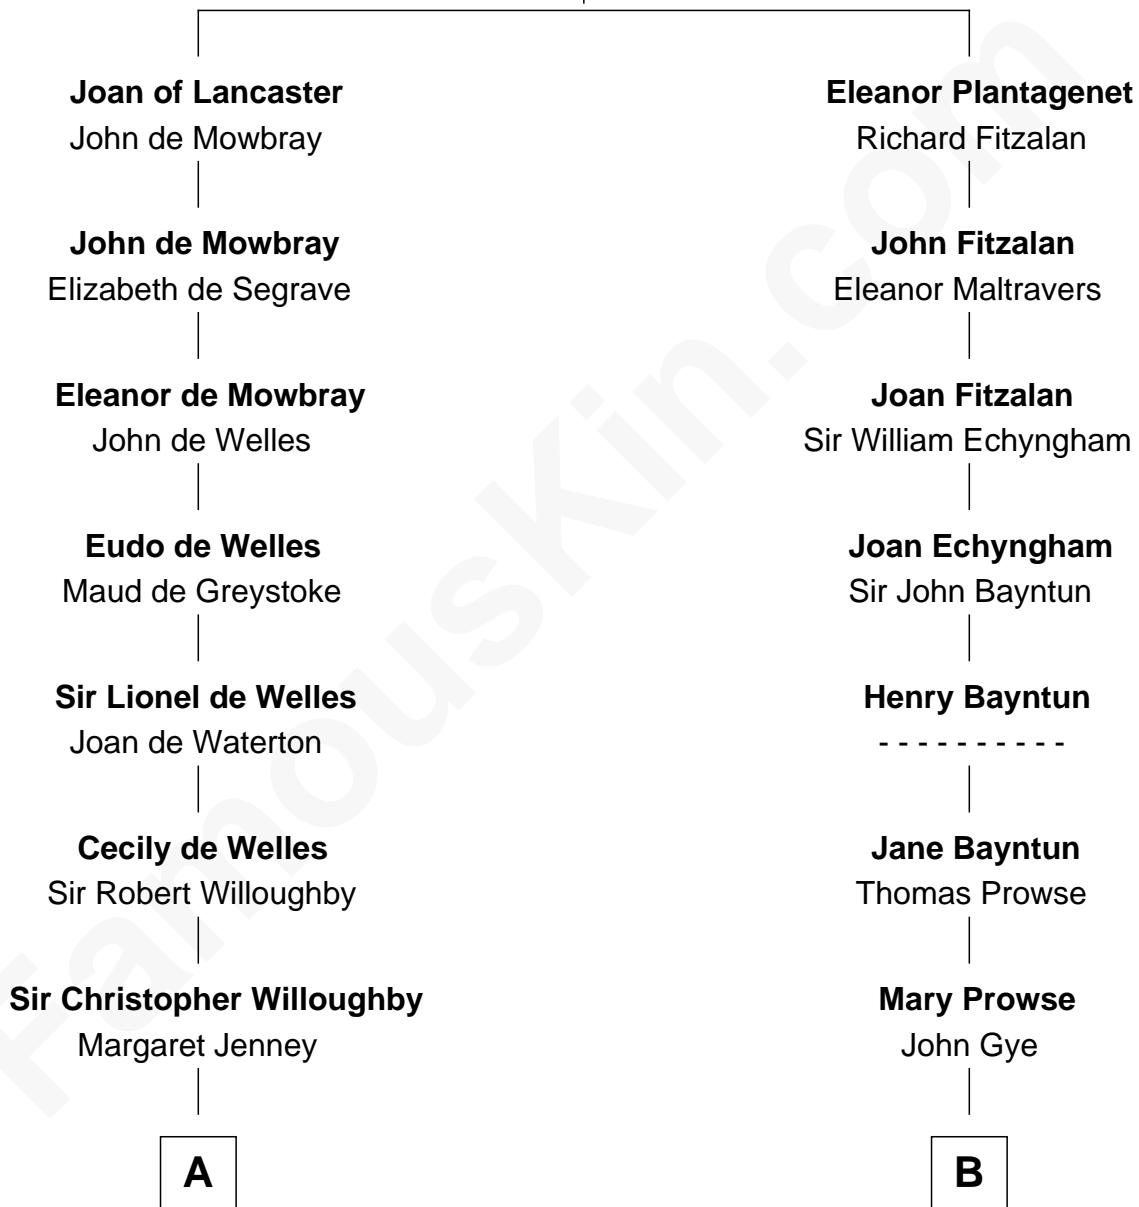 Joan of Lancaster
John de Mowbray
John de Mowbray
Elizabeth de Segrave
Eleanor de Mowbray
John de Welles
Eudo de Welles
Maud de Greystoke
Sir Lionel de Welles
Joan de Waterton
Cecily de Welles
Sir Robert Willoughby
Sir Christopher Willoughby
Margaret Jenney
A
Eleanor Plantagenet
Richard Fitzalan
John Fitzalan
Eleanor Maltravers
Joan Fitzalan
Sir William Echyngham
Joan Echyngham
Sir John Bayntun
Henry Bayntun
- - - - - - - - - -
Jane Bayntun
Thomas Prowse
Mary Prowse
John Gye
B
FamousKin.com